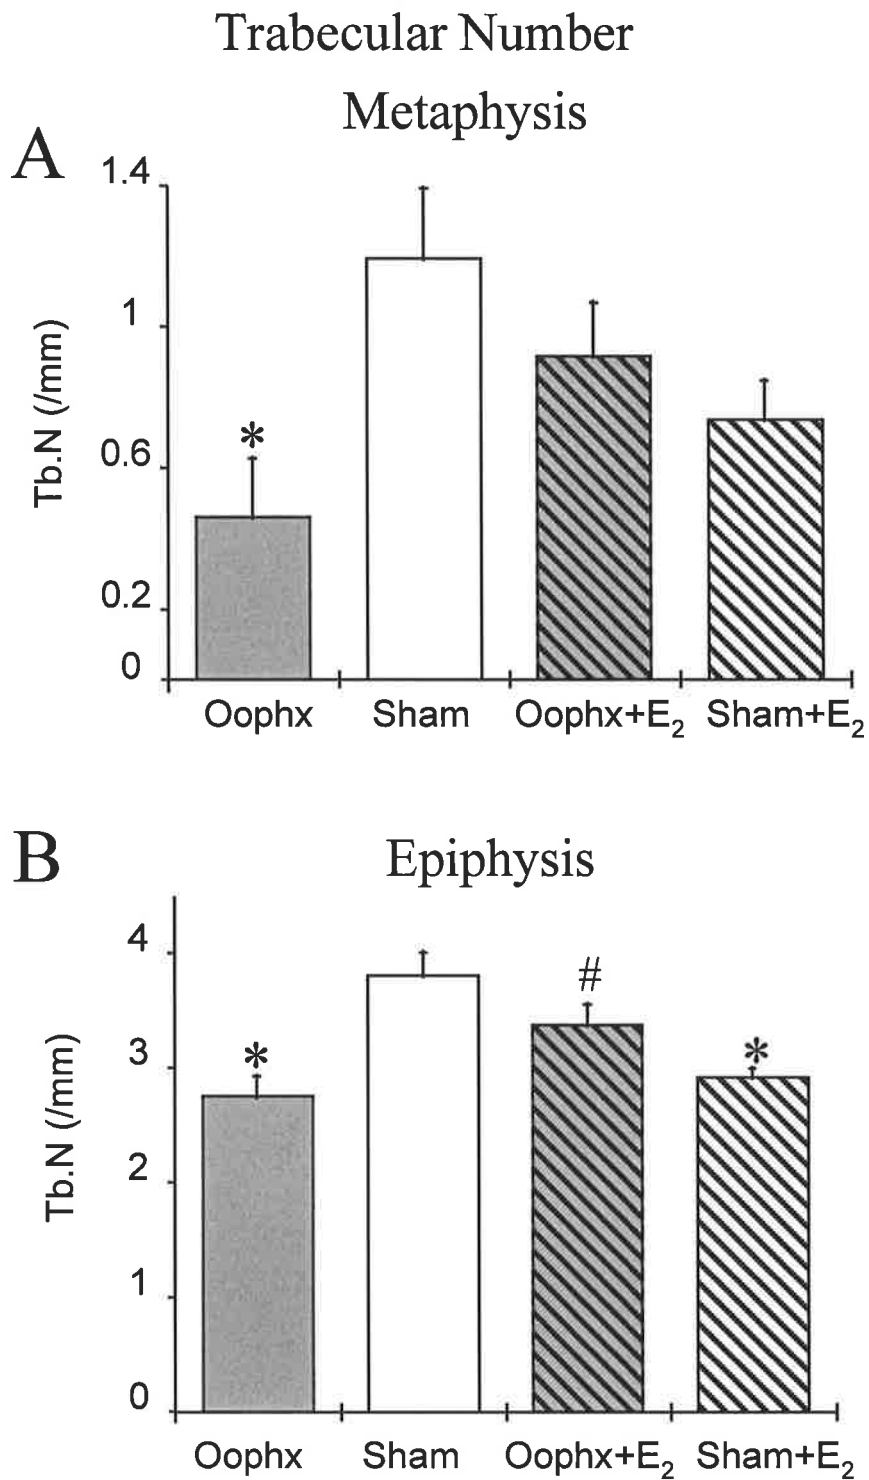 Trabecular Number
Metaphysis
A
1.4
1
0.6
0.2
0
Tb.N (/mm)
*
Oophx Sham Oophx+E₂ Sham+E₂
B
Epiphysis
4
3
2
1
0
Tb.N (/mm)
* # *
Oophx Sham Oophx+E₂ Sham+E₂